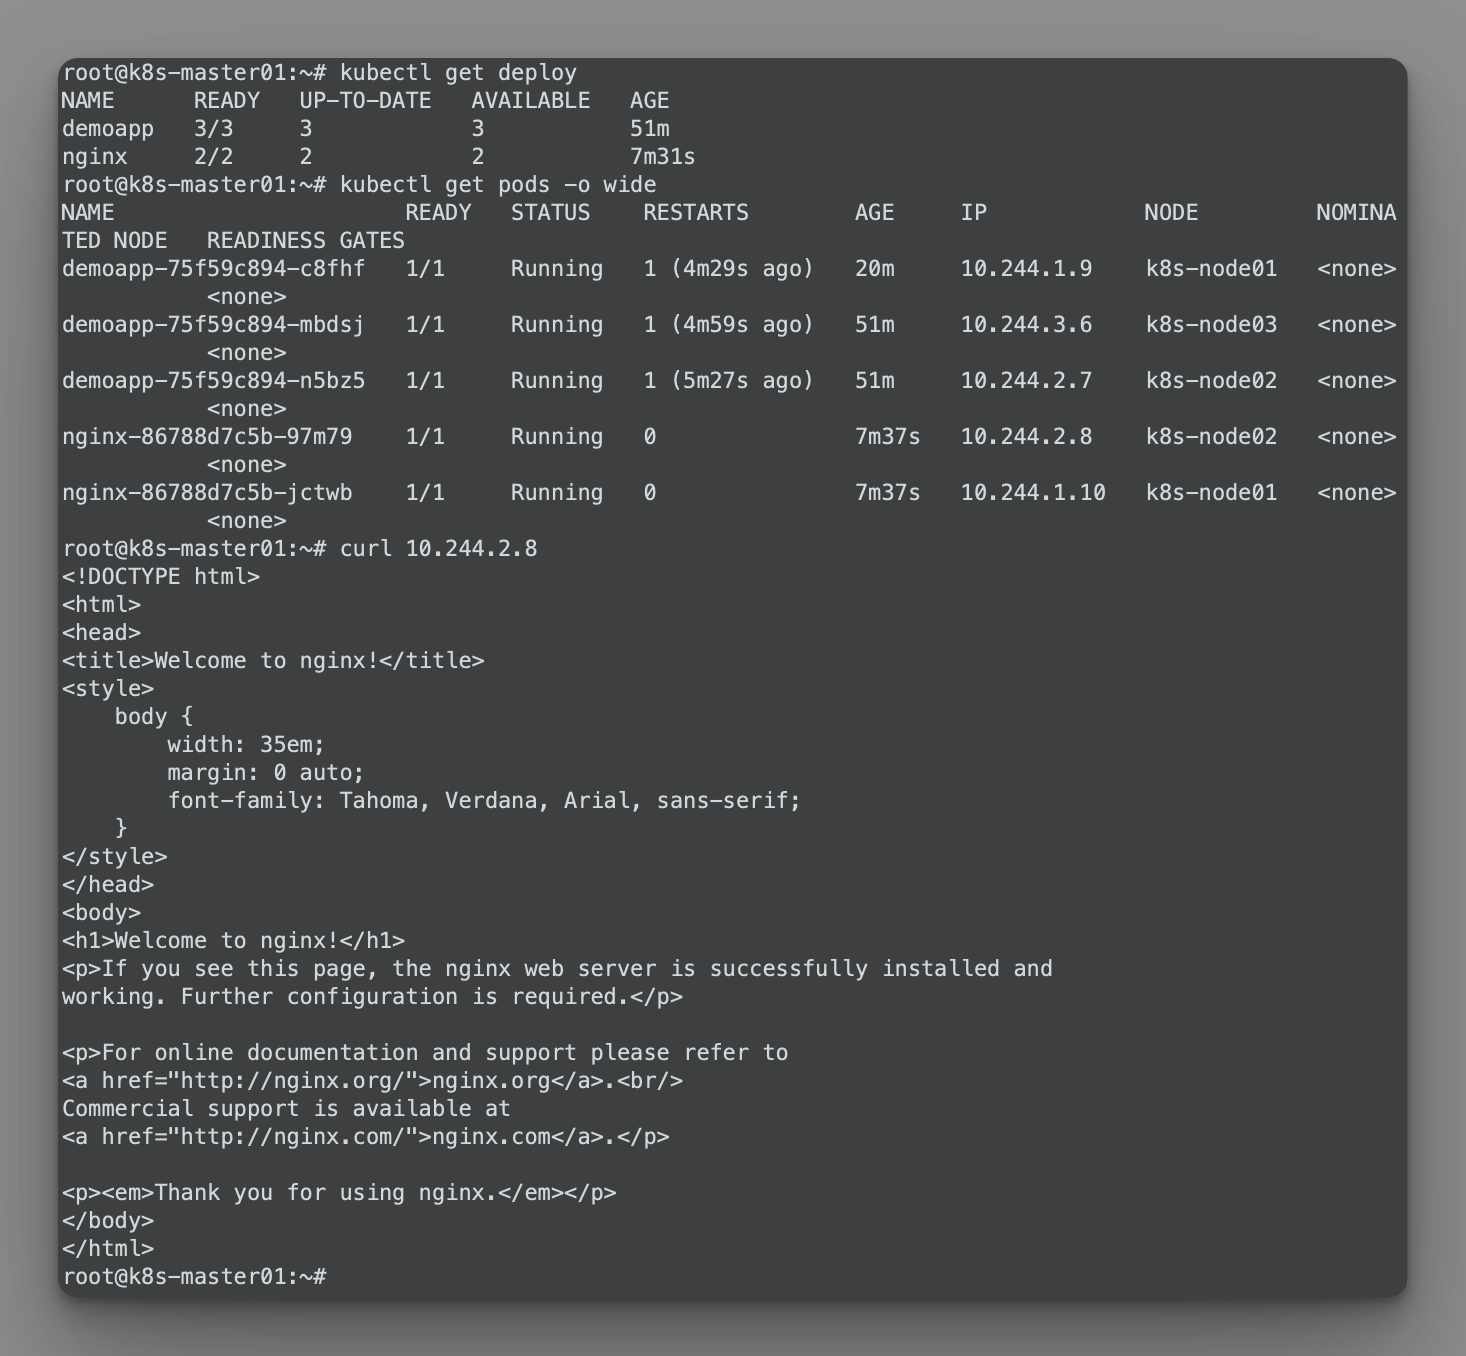 root@k8s-master01:~# kubectl get deploy
NAME      READY   UP-TO-DATE   AVAILABLE   AGE
demoapp   3/3     3            3           51m
nginx     2/2     2            2           7m31s
root@k8s-master01:~# kubectl get pods -o wide
NAME                      READY   STATUS    RESTARTS        AGE     IP            NODE         NOMINA
TED NODE   READINESS GATES
demoapp-75f59c894-c8fhf   1/1     Running   1 (4m29s ago)   20m     10.244.1.9    k8s-node01   <none>
           <none>
demoapp-75f59c894-mbdsj   1/1     Running   1 (4m59s ago)   51m     10.244.3.6    k8s-node03   <none>
           <none>
demoapp-75f59c894-n5bz5   1/1     Running   1 (5m27s ago)   51m     10.244.2.7    k8s-node02   <none>
           <none>
nginx-86788d7c5b-97m79    1/1     Running   0               7m37s   10.244.2.8    k8s-node02   <none>
           <none>
nginx-86788d7c5b-jctwb    1/1     Running   0               7m37s   10.244.1.10   k8s-node01   <none>
           <none>
root@k8s-master01:~# curl 10.244.2.8
<!DOCTYPE html>
<html>
<head>
<title>Welcome to nginx!</title>
<style>
    body {
        width: 35em;
        margin: 0 auto;
        font-family: Tahoma, Verdana, Arial, sans-serif;
    }
</style>
</head>
<body>
<h1>Welcome to nginx!</h1>
<p>If you see this page, the nginx web server is successfully installed and
working. Further configuration is required.</p>

<p>For online documentation and support please refer to
<a href="http://nginx.org/">nginx.org</a>.<br/>
Commercial support is available at
<a href="http://nginx.com/">nginx.com</a>.</p>

<p><em>Thank you for using nginx.</em></p>
</body>
</html>
root@k8s-master01:~#